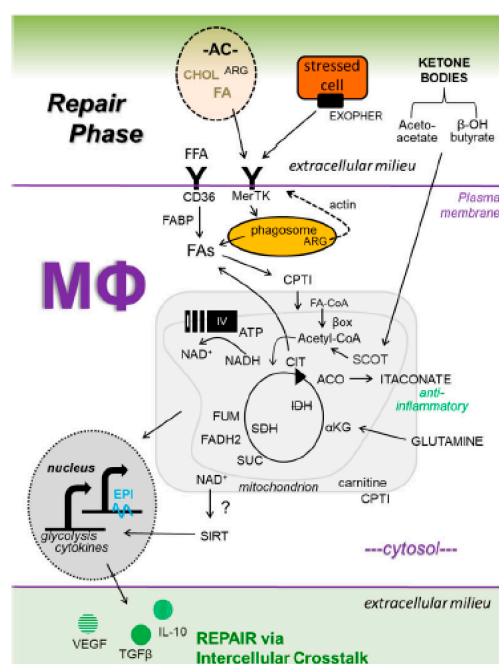 -AC-
CHOL ARG
FA
stressed
cell
EXOPHER
KETONE
BODIES
Aceto-
acetate
β-OH
butyrate
Repair
Phase
extracellular milieu
FFA
CD36
MerTK
actin
Plasma
membrane
FABP
phagosome
ARG
FAs
MΦ
CPTI
FA-CoA
βox
IV
ATP
Acetyl-CoA
NAD⁺
NADH
CIT
SCOT
ACO
ITACONATE
anti-
inflammatory
IDH
FUM
SDH
αKG
FADH2
GLUTAMINE
SUC
NAD⁺
mitochondrion
carnitine
CPTI
nucleus
EPI
?
glycolysis
cytokines
SIRT
---cytosol--
extracellular milieu
VEGF
TGFβ
IL-10
REPAIR via
Intercellular Crosstalk